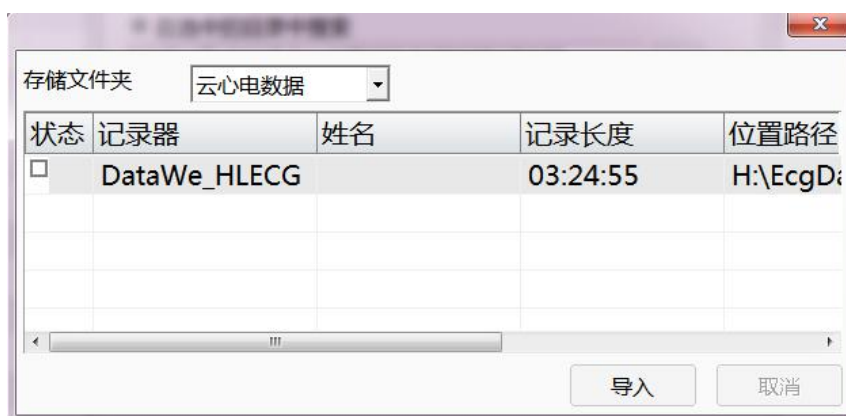 存储文件夹 云心电数据
状态 记录器 姓名 记录长度 位置路径
DataWe_HLECG 03:24:55 H:\EcgDa
导入 取消